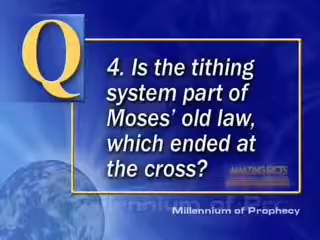 Q
4. Is the tithing
system part of
Moses' old law,
which ended at
the cross?
AMAZING FACTS
Millennium of Prophecy